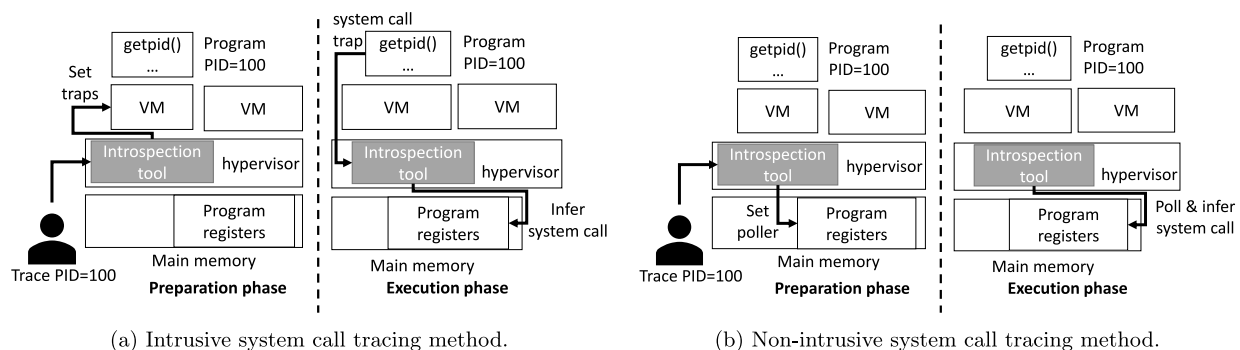 getpid()
...
Program
PID=100
Set
traps
VM
VM
Introspection
tool
hypervisor
Program
registers
Trace PID=100
Main memory
Preparation phase
system call
trap
getpid()
...
Program
PID=100
VM
VM
Introspection
tool
hypervisor
Program
registers
Infer
system call
Main memory
Execution phase
(a) Intrusive system call tracing method.
getpid()
...
Program
PID=100
VM
VM
Introspection
tool
hypervisor
Set
poller
Program
registers
Trace PID=100
Main memory
Preparation phase
getpid()
...
Program
PID=100
VM
VM
Introspection
tool
hypervisor
Program
registers
Poll & infer
system call
Main memory
Execution phase
(b) Non-intrusive system call tracing method.